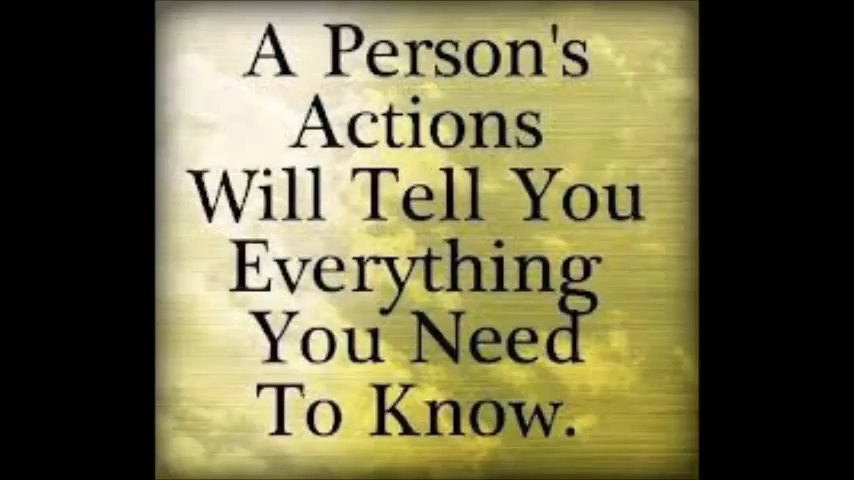 A Person's
Actions
Will Tell You
Everything
You Need
To Know.